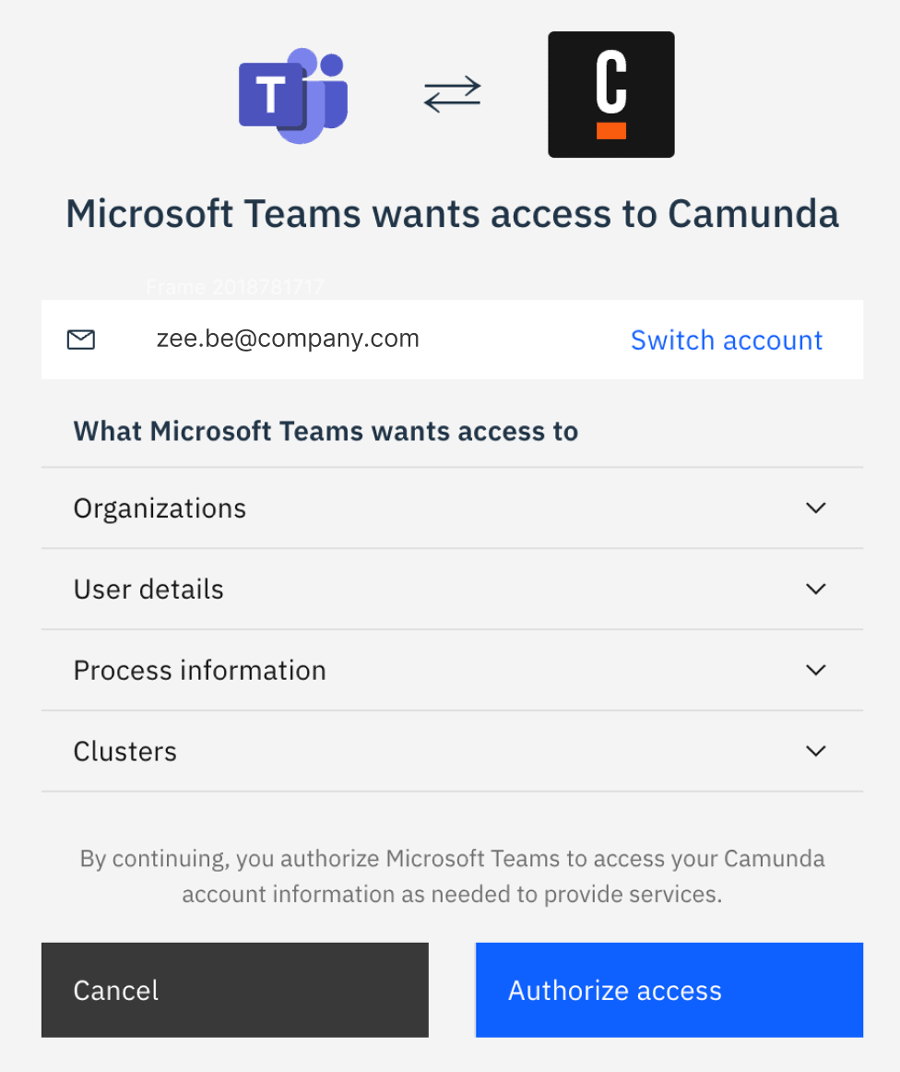 T
C
Microsoft Teams wants access to Camunda
Frame 2018781717
zee.be@company.com
Switch account
What Microsoft Teams wants access to
Organizations
User details
Process information
Clusters
By continuing, you authorize Microsoft Teams to access your Camunda
account information as needed to provide services.
Cancel
Authorize access